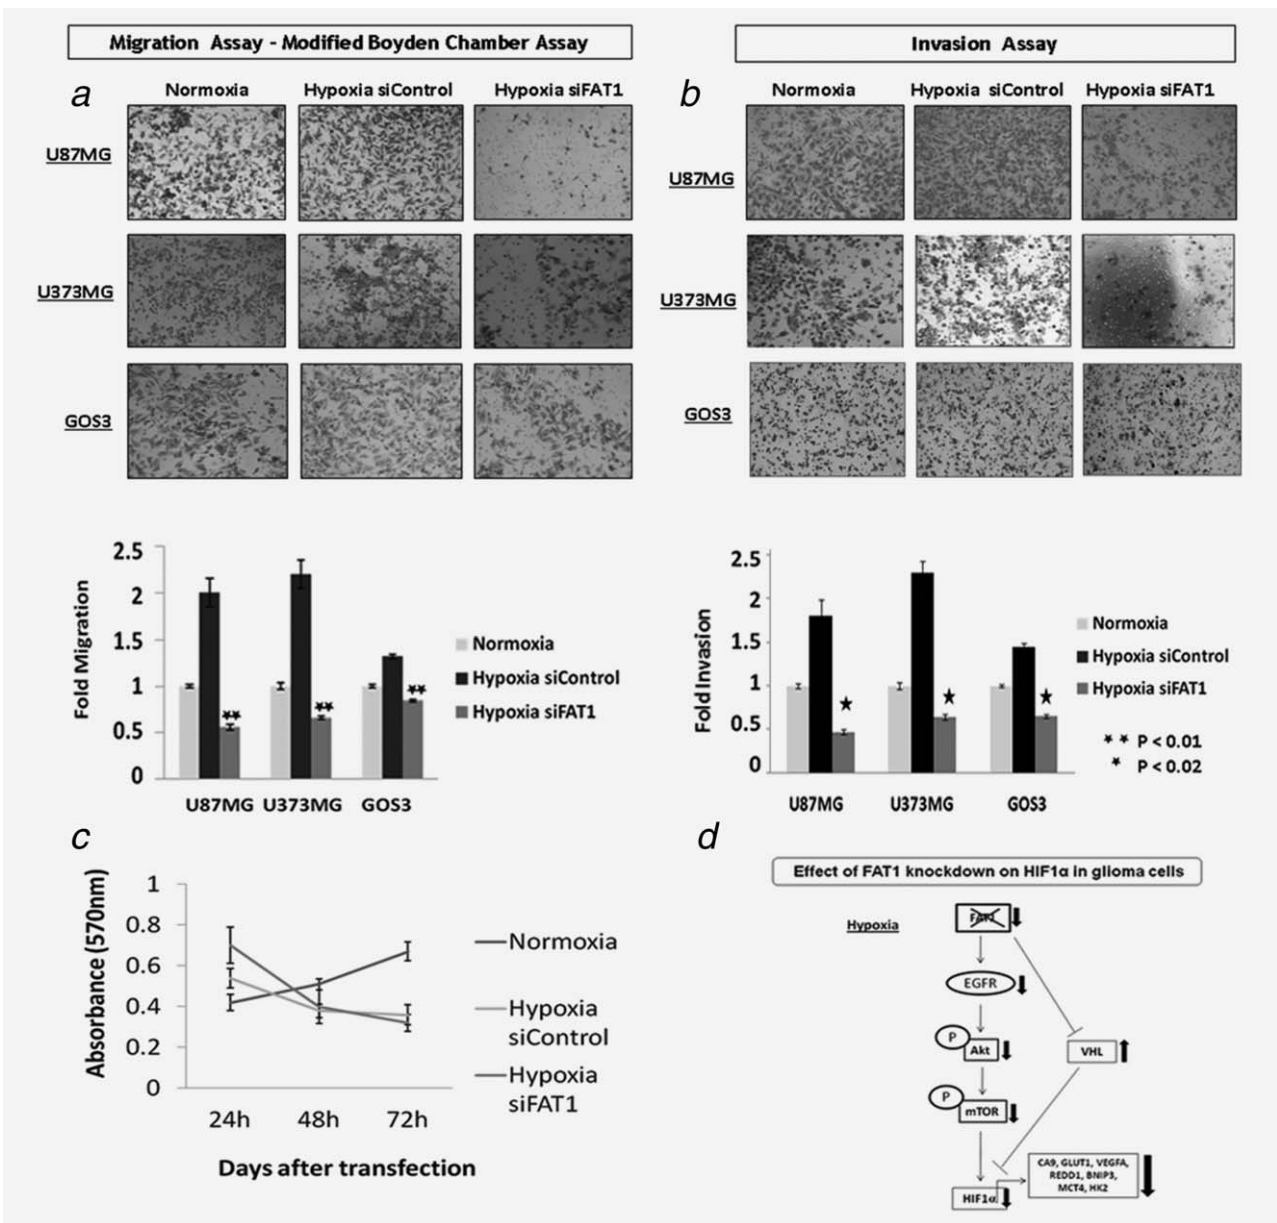 Migration Assay - Modified Boyden Chamber Assay
a
Normoxia
Hypoxia siControl
Hypoxia siFAT1
U87MG
U373MG
GOS3
2.5
2
1.5
1
0.5
0
Fold Migration
U87MG U373MG GOS3
Normoxia
Hypoxia siControl
Hypoxia siFAT1
Invasion Assay
b
Normoxia
Hypoxia siControl
Hypoxia siFAT1
U87MG
U373MG
GOS3
2.5
2
1.5
1
0.5
0
Fold Invasion
U87MG U373MG GOS3
Normoxia
Hypoxia siControl
Hypoxia siFAT1
★ ★ P < 0.01
★ P < 0.02
c
1
0.8
0.6
0.4
0.2
0
Absorbance (570nm)
24h 48h 72h
Days after transfection
Normoxia
Hypoxia
siControl
Hypoxia
siFAT1
d
Effect of FAT1 knockdown on HIF1α in glioma cells
Hypoxia
FAT1
EGFR
P
Akt
VHL
P
mTOR
CA9, GLUT1, VEGFA,
REDD1, BNIP3,
MCT4, HK2
HIF1α